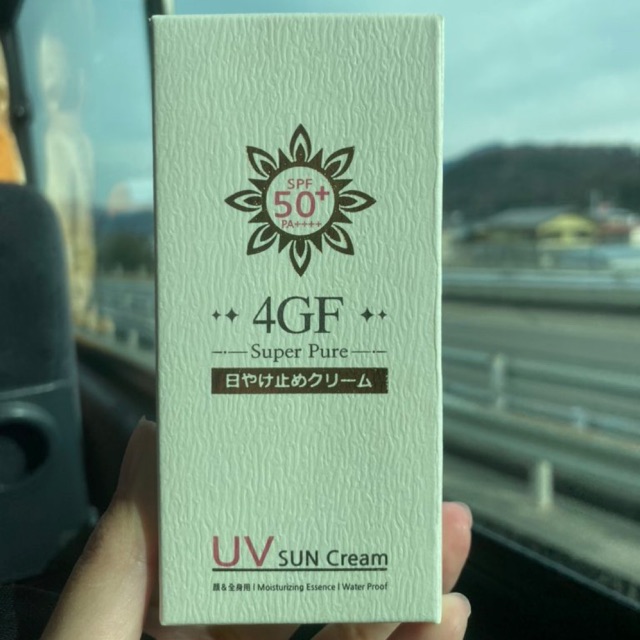 SPF
50+
PA++++
4GF
Super Pure
日やけ止めクリーム
UV SUN Cream
顔&全身用 | Moisturizing Essence | Water Proof